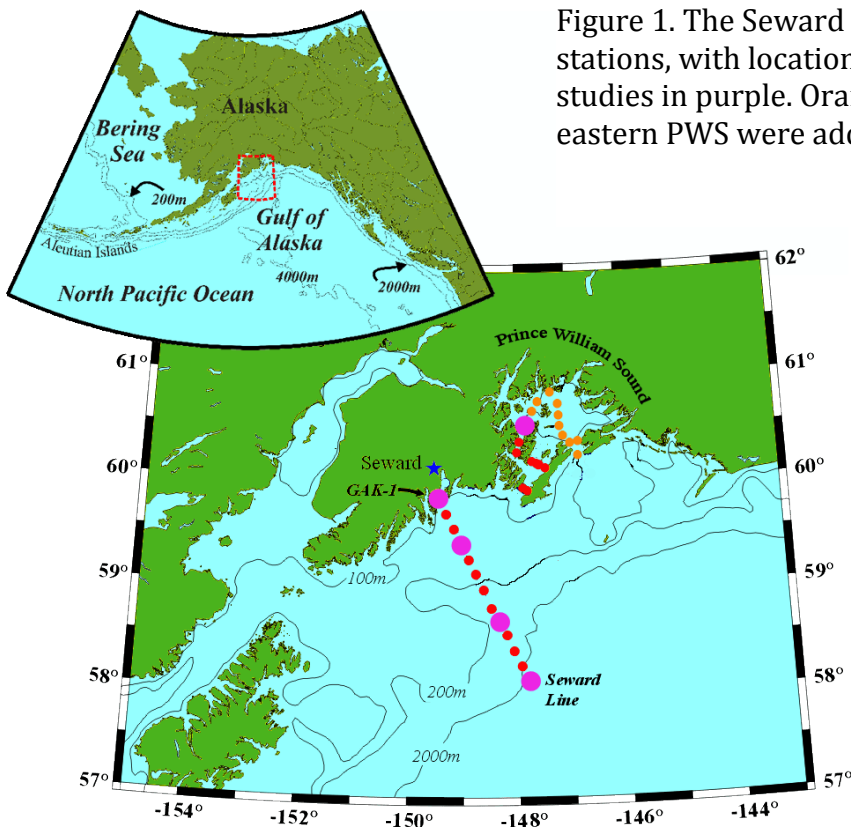 Figure 1. The Seward
stations, with location
studies in purple.
eastern PWS were
Alaska
Bering
Sea
200m
Gulf of
Alaska
Aleutian Islands
4000m
2000m
North Pacific Ocean
62°
Prince William Sound
61°
61°
Seward
60°
60°
GAK-1
59°
100m
59°
58°
200m
Seward
Line
58°
2000m
57°
57°
-154°
-152°
-150°
-148°
-146°
-144°